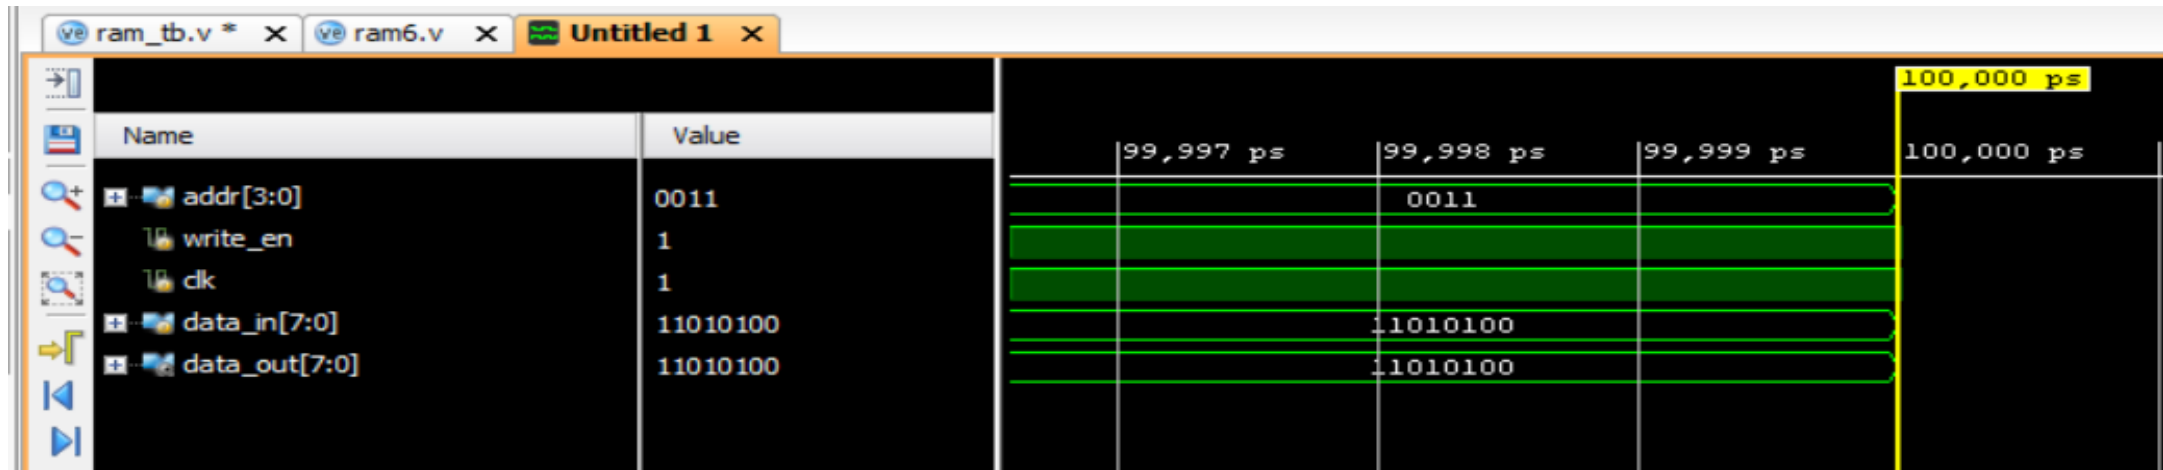 ram_tb.v * ram6.v Untitled 1
100,000 ps
Name Value
99,997 ps 99,998 ps 99,999 ps 100,000 ps
addr[3:0] 0011 0011
write_en 1
clk 1
data_in[7:0] 11010100 11010100
data_out[7:0] 11010100 11010100